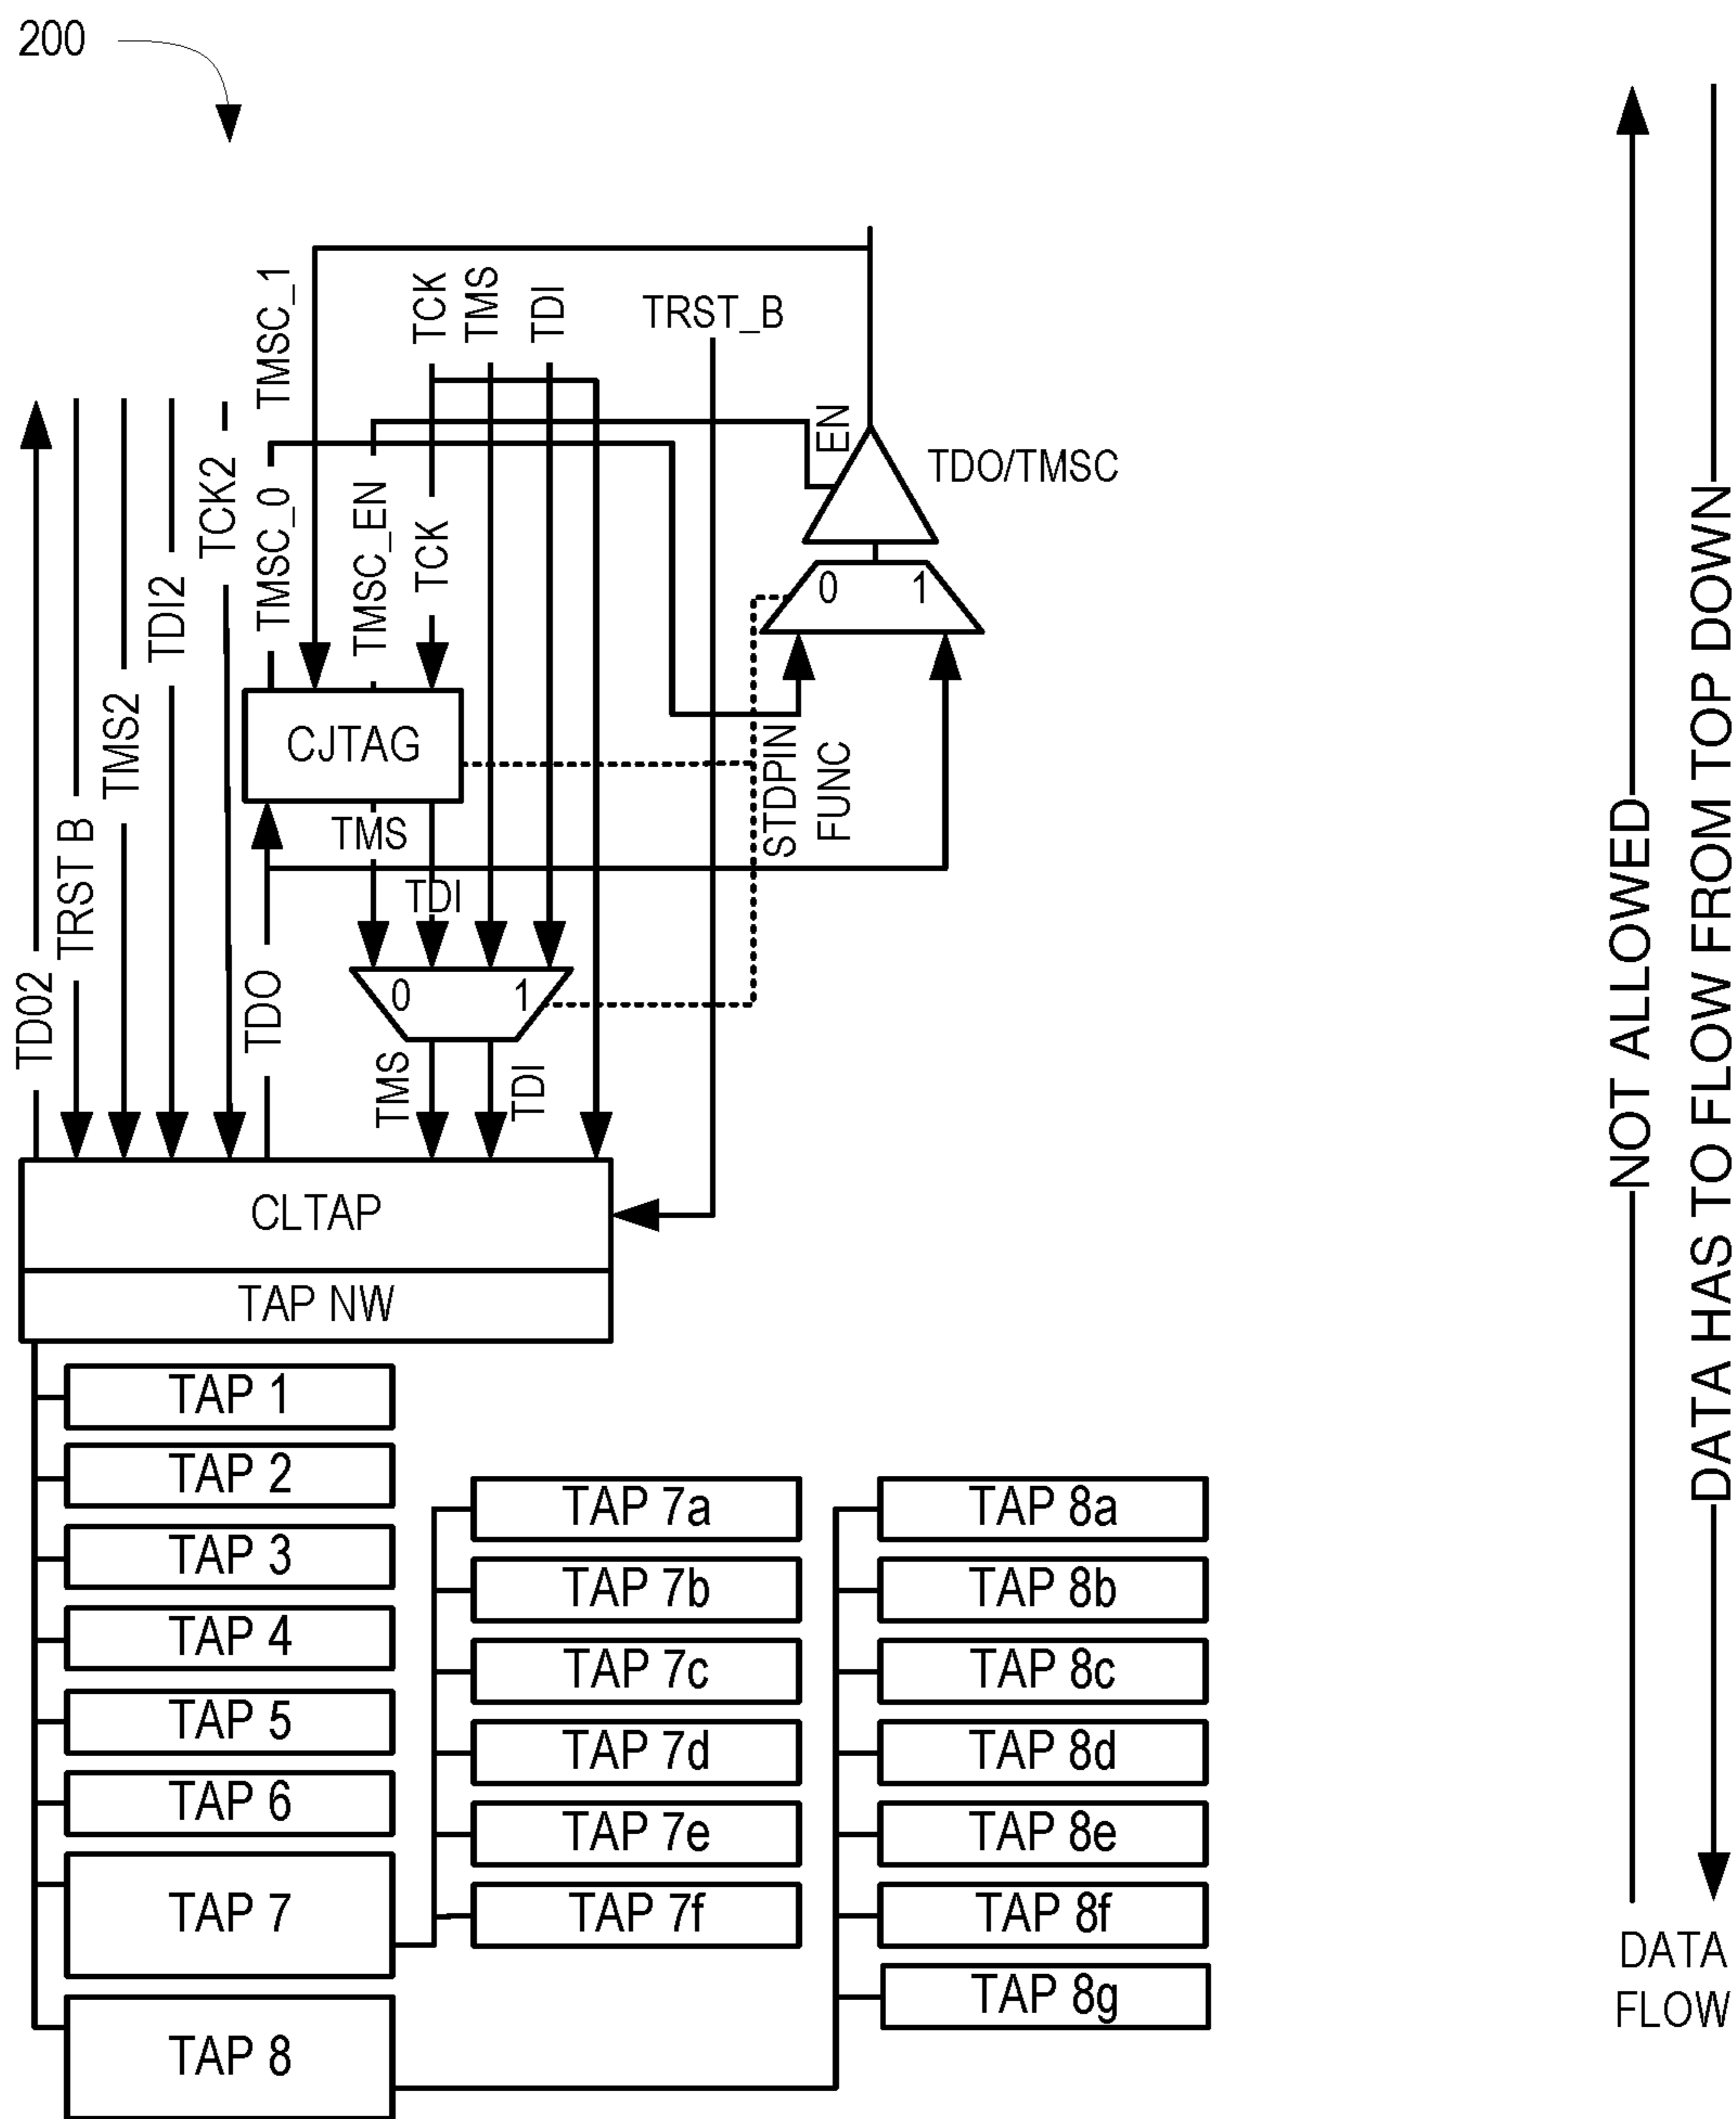 200
TMSC_1
TCK
TMS
TDI
TRST_B
EN
TDO/TMSC
TCK2
TMSC_0
TMSC_EN
TCK
0 1
TDI2
TMS2
CJTAG
STDPIN
FUNC
TRST B
TMS
TDI
TD02
TDO
0 1
TMS
TDI
CLTAP
TAP NW
TAP 1
TAP 2
TAP 3
TAP 4
TAP 5
TAP 6
TAP 7
TAP 8
TAP 7a
TAP 7b
TAP 7c
TAP 7d
TAP 7e
TAP 7f
TAP 8a
TAP 8b
TAP 8c
TAP 8d
TAP 8e
TAP 8f
TAP 8g
NOT ALLOWED
DATA HAS TO FLOW FROM TOP DOWN
DATA
FLOW